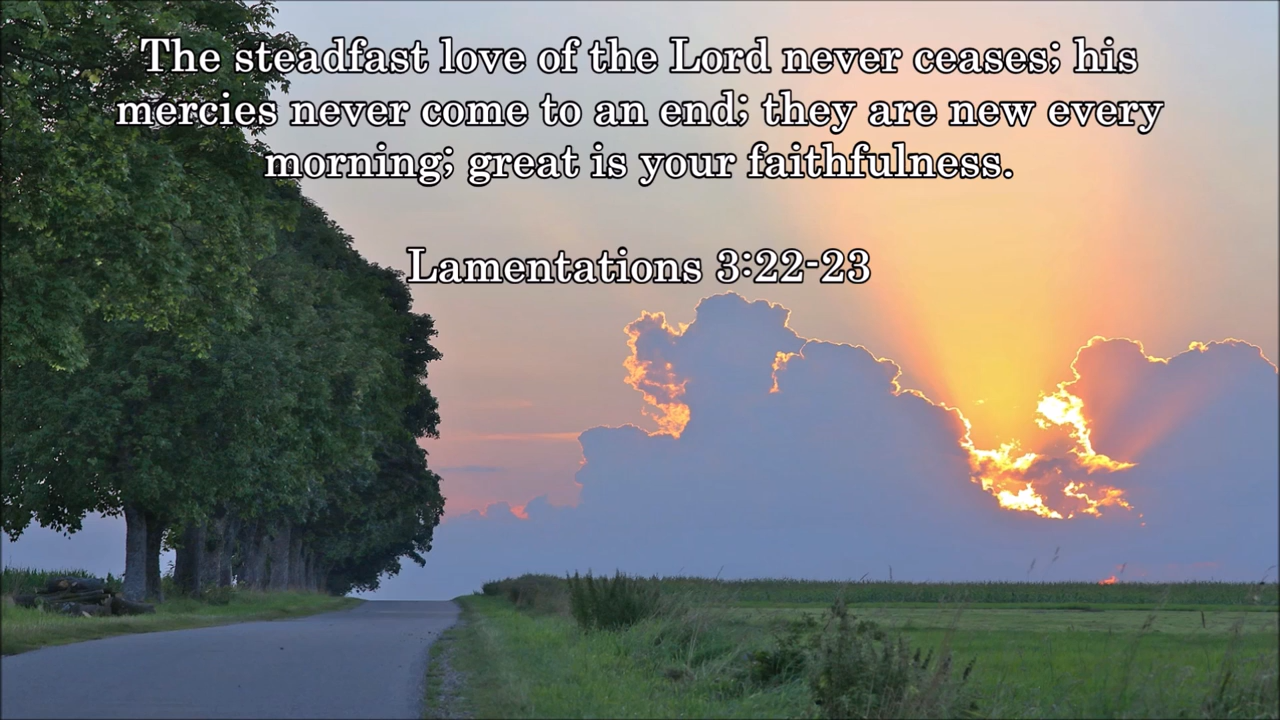 The steadfast love of the Lord never ceases; his
mercies never come to an end; they are new every
morning; great is your faithfulness.
Lamentations 3:22-23